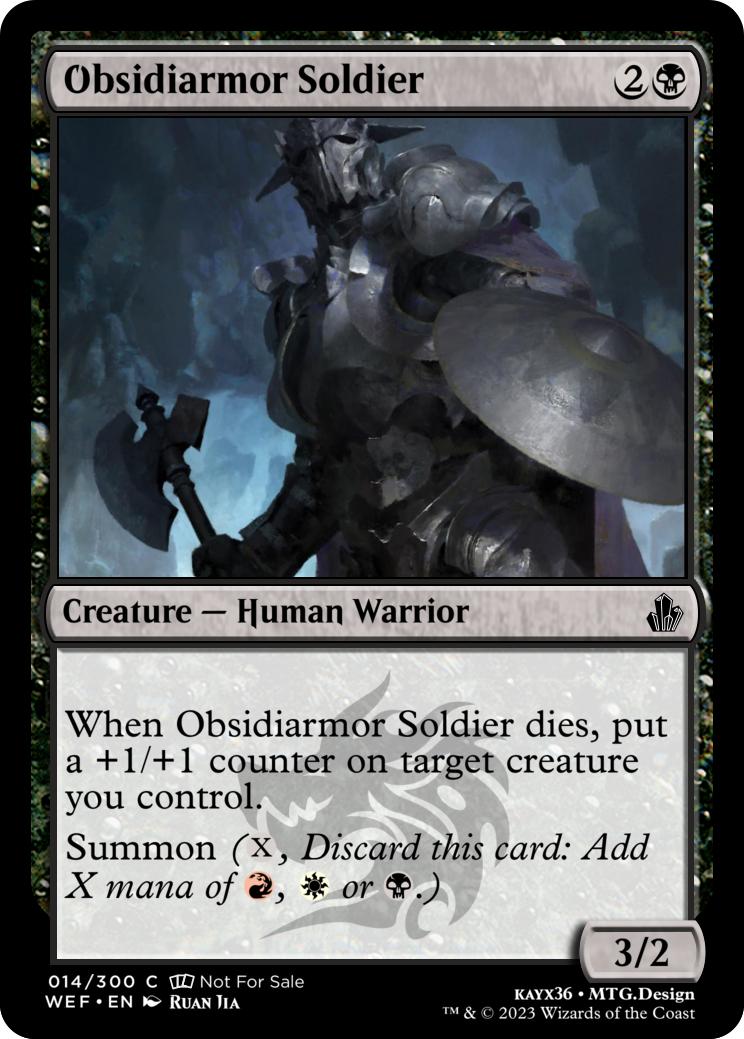 Obsidiarmor Soldier 2
Creature — Human Warrior
When Obsidiarmor Soldier dies, put
a +1/+1 counter on target creature
you control.
Summon (X, Discard this card: Add
X mana of , or .)
3/2
014/300 C Not For Sale
WEF • EN Ruan Jia
KAYX36 • MTG.Design
™ & © 2023 Wizards of the Coast